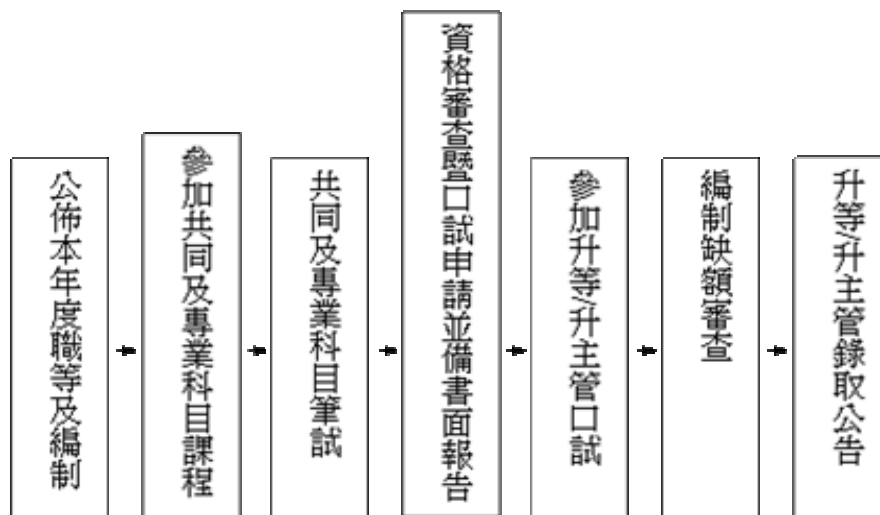 公佈本年度職等及編制
參加共同及專業科目課程
共同及專業科目筆試
資格審查暨口試申請並備書面報告
參加升等/升主管口試
編制缺額審查
升等/升主管錄取公告